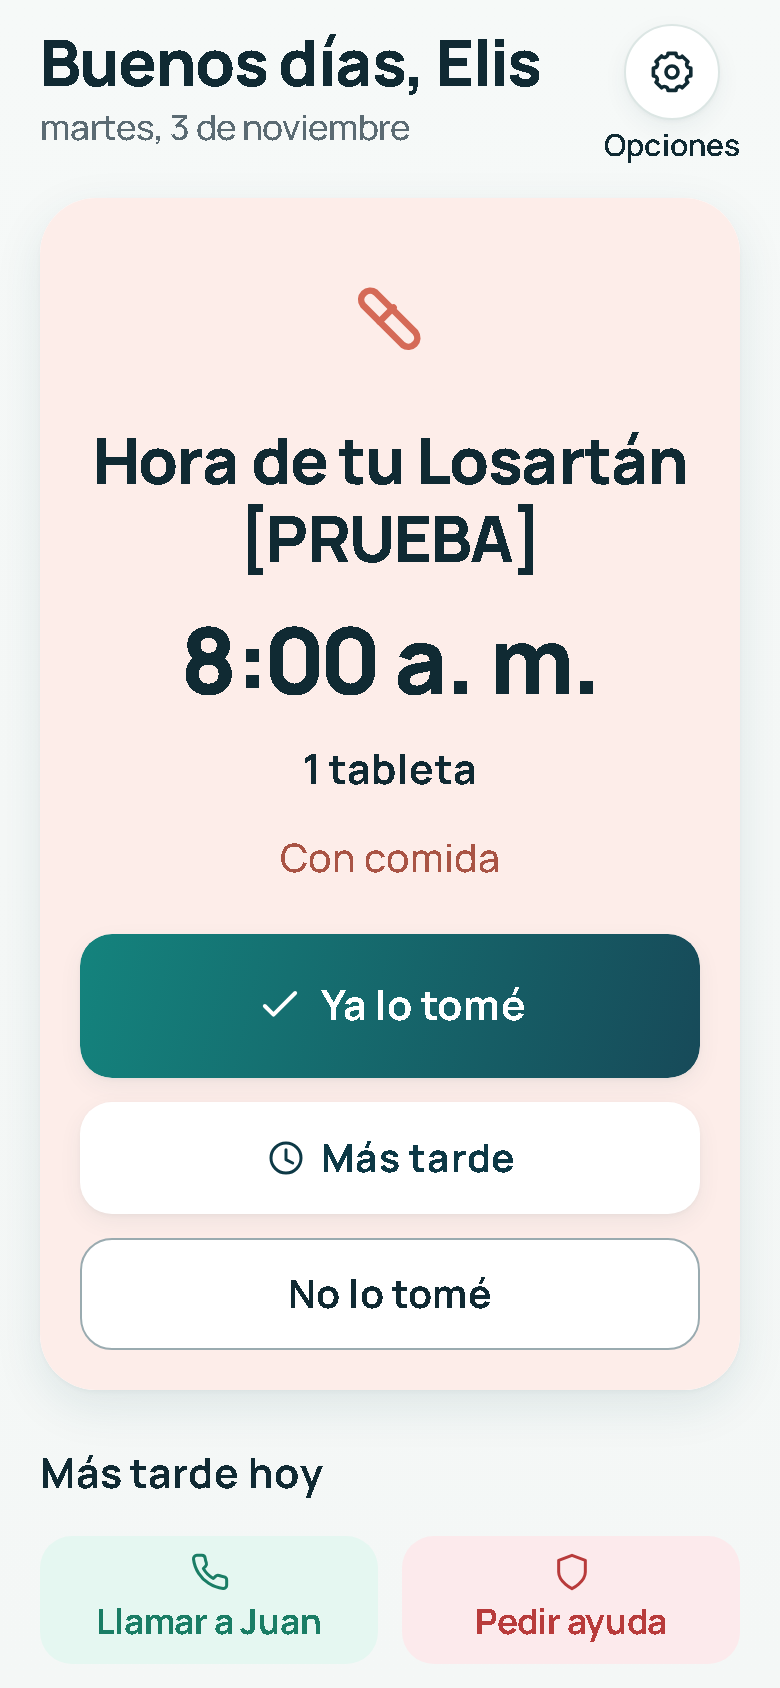 Buenos días, Elis
martes, 3 de noviembre
Opciones
Hora de tu Losartán
[PRUEBA]
8:00 a. m.
1 tableta
Con comida
Ya lo tomé
Más tarde
No lo tomé
Más tarde hoy
Llamar a Juan
Pedir ayuda